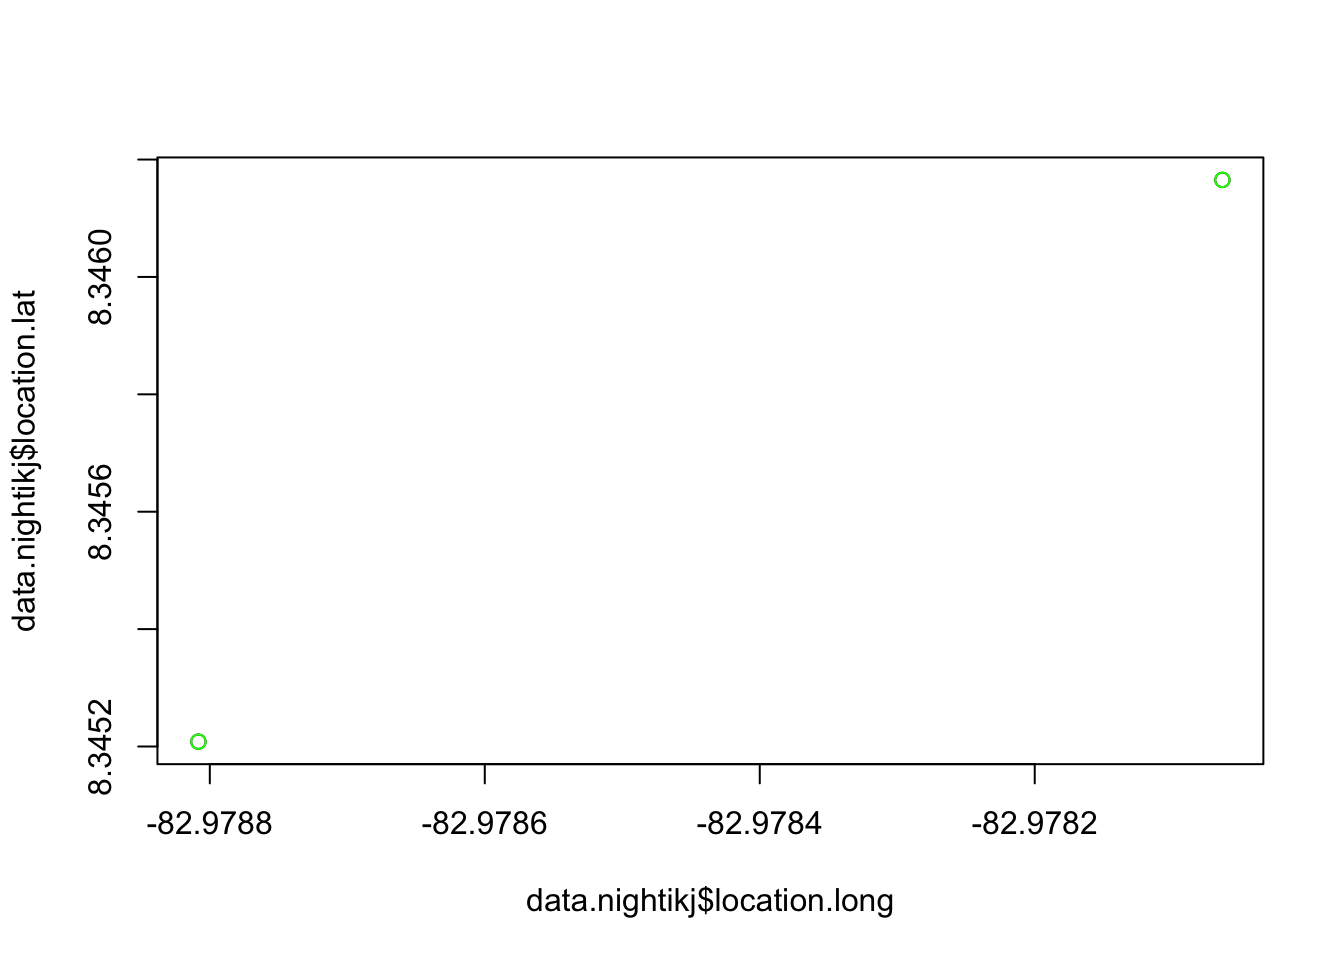 data.nightikj$location.lat
8.3460
8.3456
8.3452
-82.9788 -82.9786 -82.9784 -82.9782
data.nightikj$location.long